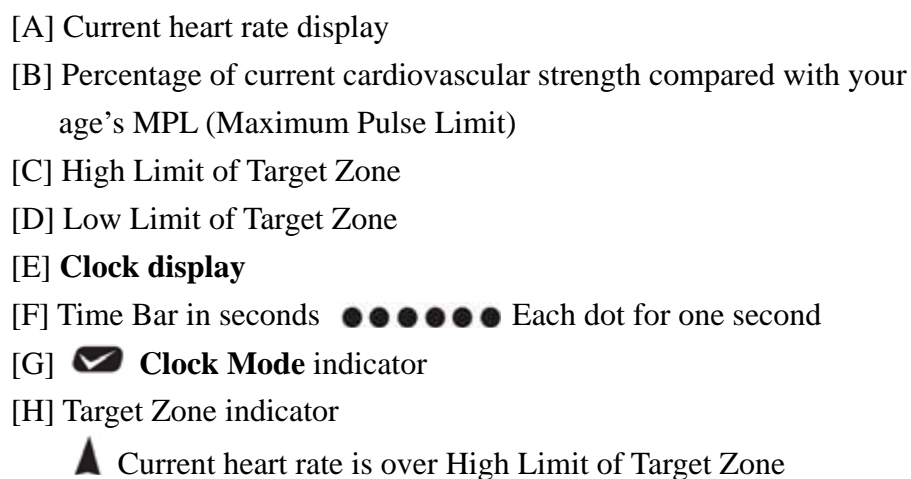 [A] Current heart rate display
[B] Percentage of current cardiovascular strength compared with your
age’s MPL (Maximum Pulse Limit)
[C] High Limit of Target Zone
[D] Low Limit of Target Zone
[E] Clock display
[F] Time Bar in seconds ●●●●●● Each dot for one second
[G] Clock Mode indicator
[H] Target Zone indicator
Current heart rate is over High Limit of Target Zone